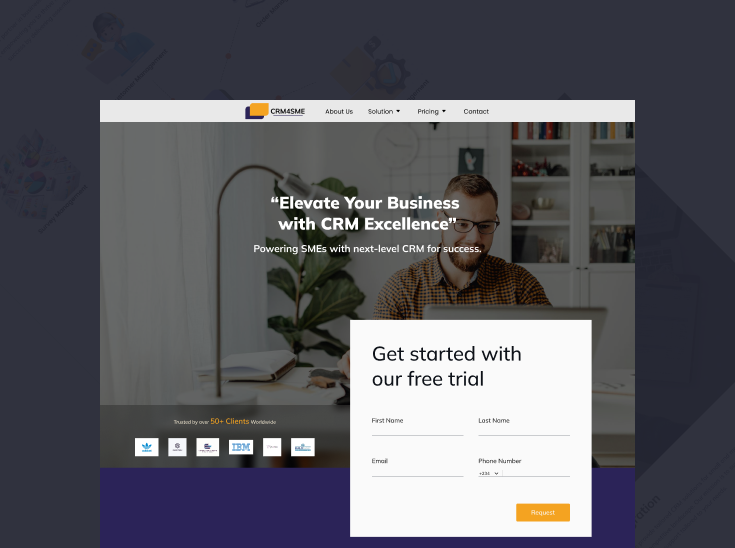 CRM4SME
About Us
Solution
Pricing
Contact
“Elevate Your Business
with CRM Excellence”
Powering SMEs with next-level CRM for success.
Get started with
our free trial
First Name
Last Name
Email
Phone Number
+234
Request
Trusted by over 50+ Clients Worldwide
IBM